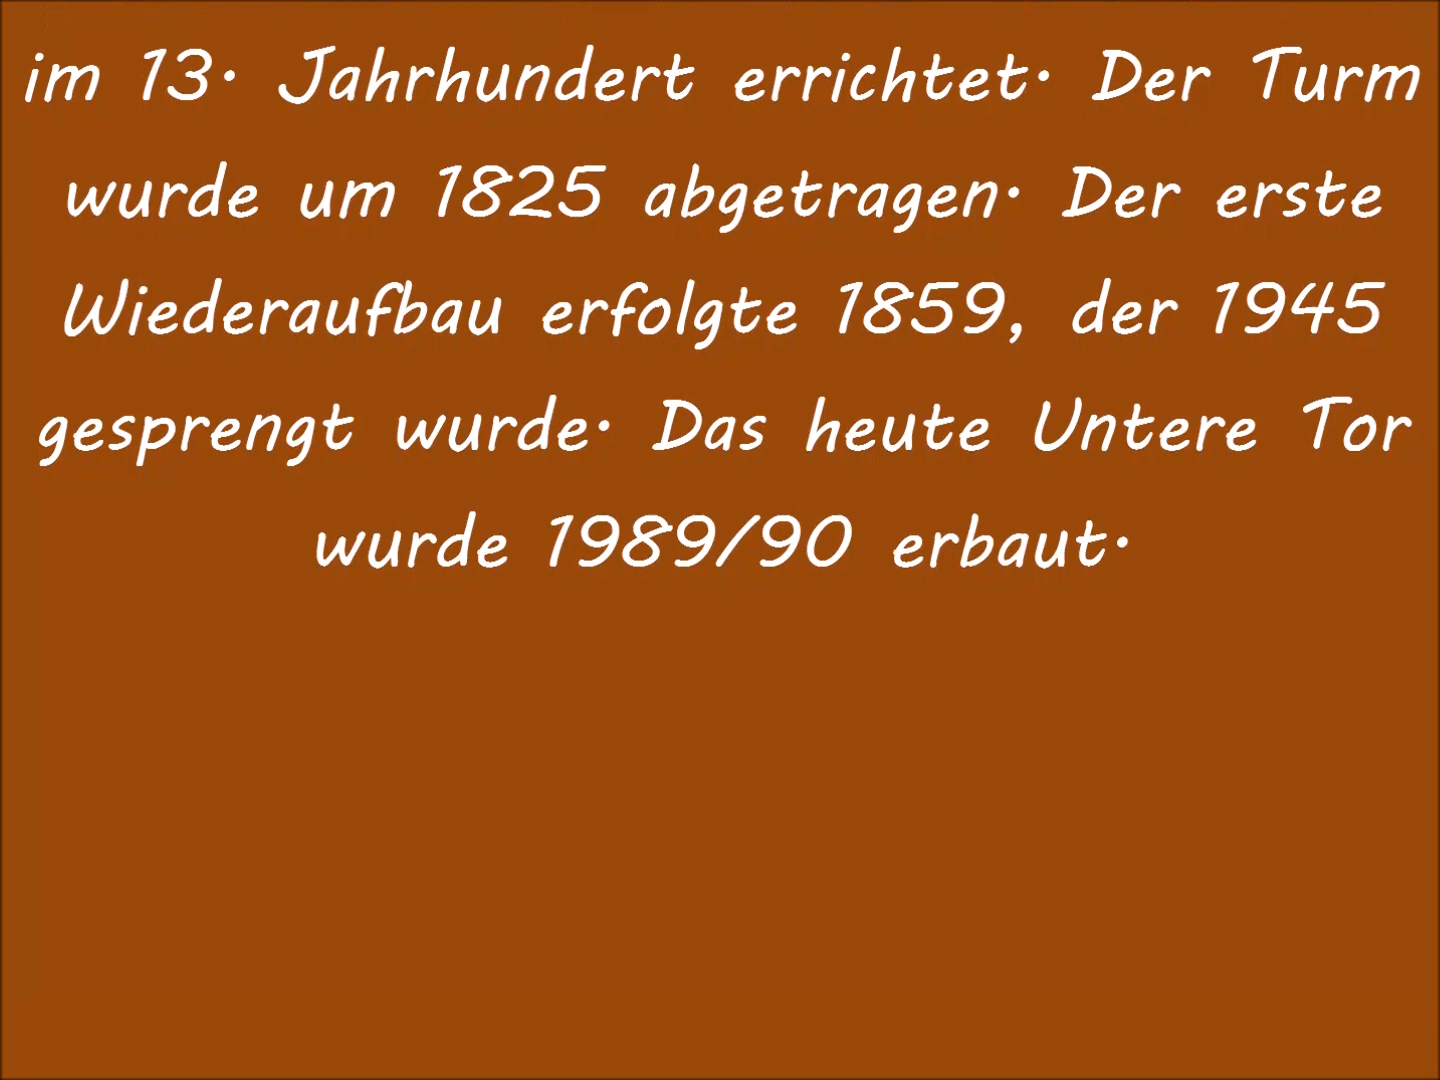 im 13. Jahrhundert errichtet. Der Turm
wurde um 1825 abgetragen. Der erste
Wiederaufbau erfolgte 1859, der 1945
gesprengt wurde. Das heute Untere Tor
wurde 1989/90 erbaut.